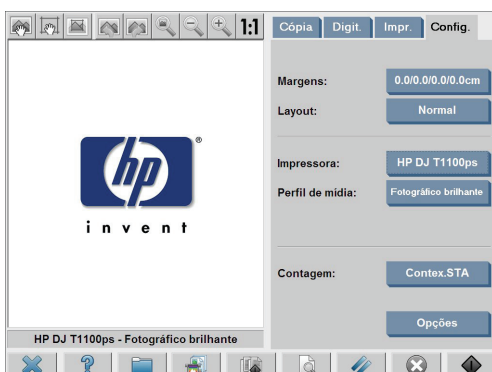 1:1
Cópia Digit. Impr. Config.
Margens: 0.0/0.0/0.0/0.0cm
Layout: Normal
hp ®
invent
Impressora: HP DJ T1100ps
Perfil de mídia: Fotográfico brilhante
Contagem: Contex.STA
Opções
HP DJ T1100ps - Fotográfico brilhante
?